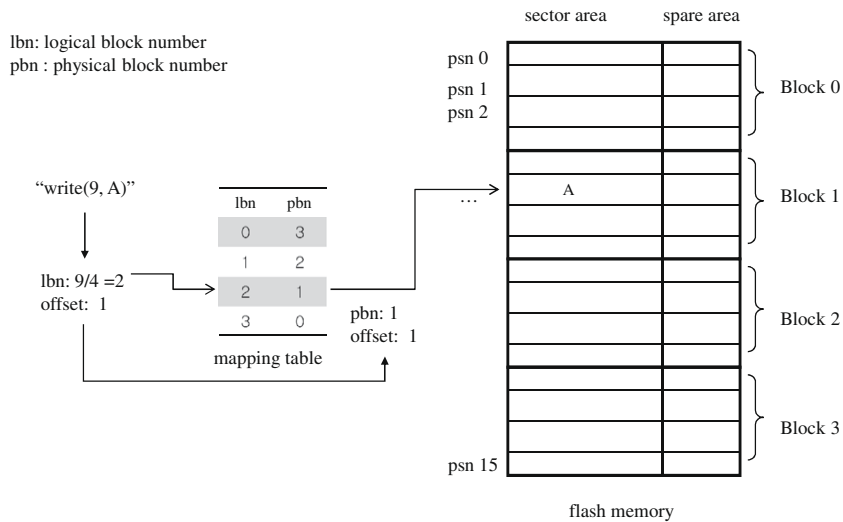 sector area spare area
lbn: logical block number
pbn : physical block number
psn 0
psn 1
psn 2
Block 0
“write(9, A)”
lbn pbn
0 3
1 2
2 1
3 0
mapping table
lbn: 9/4 =2
offset: 1
pbn: 1
offset: 1
...
A
Block 1
Block 2
Block 3
psn 15
flash memory